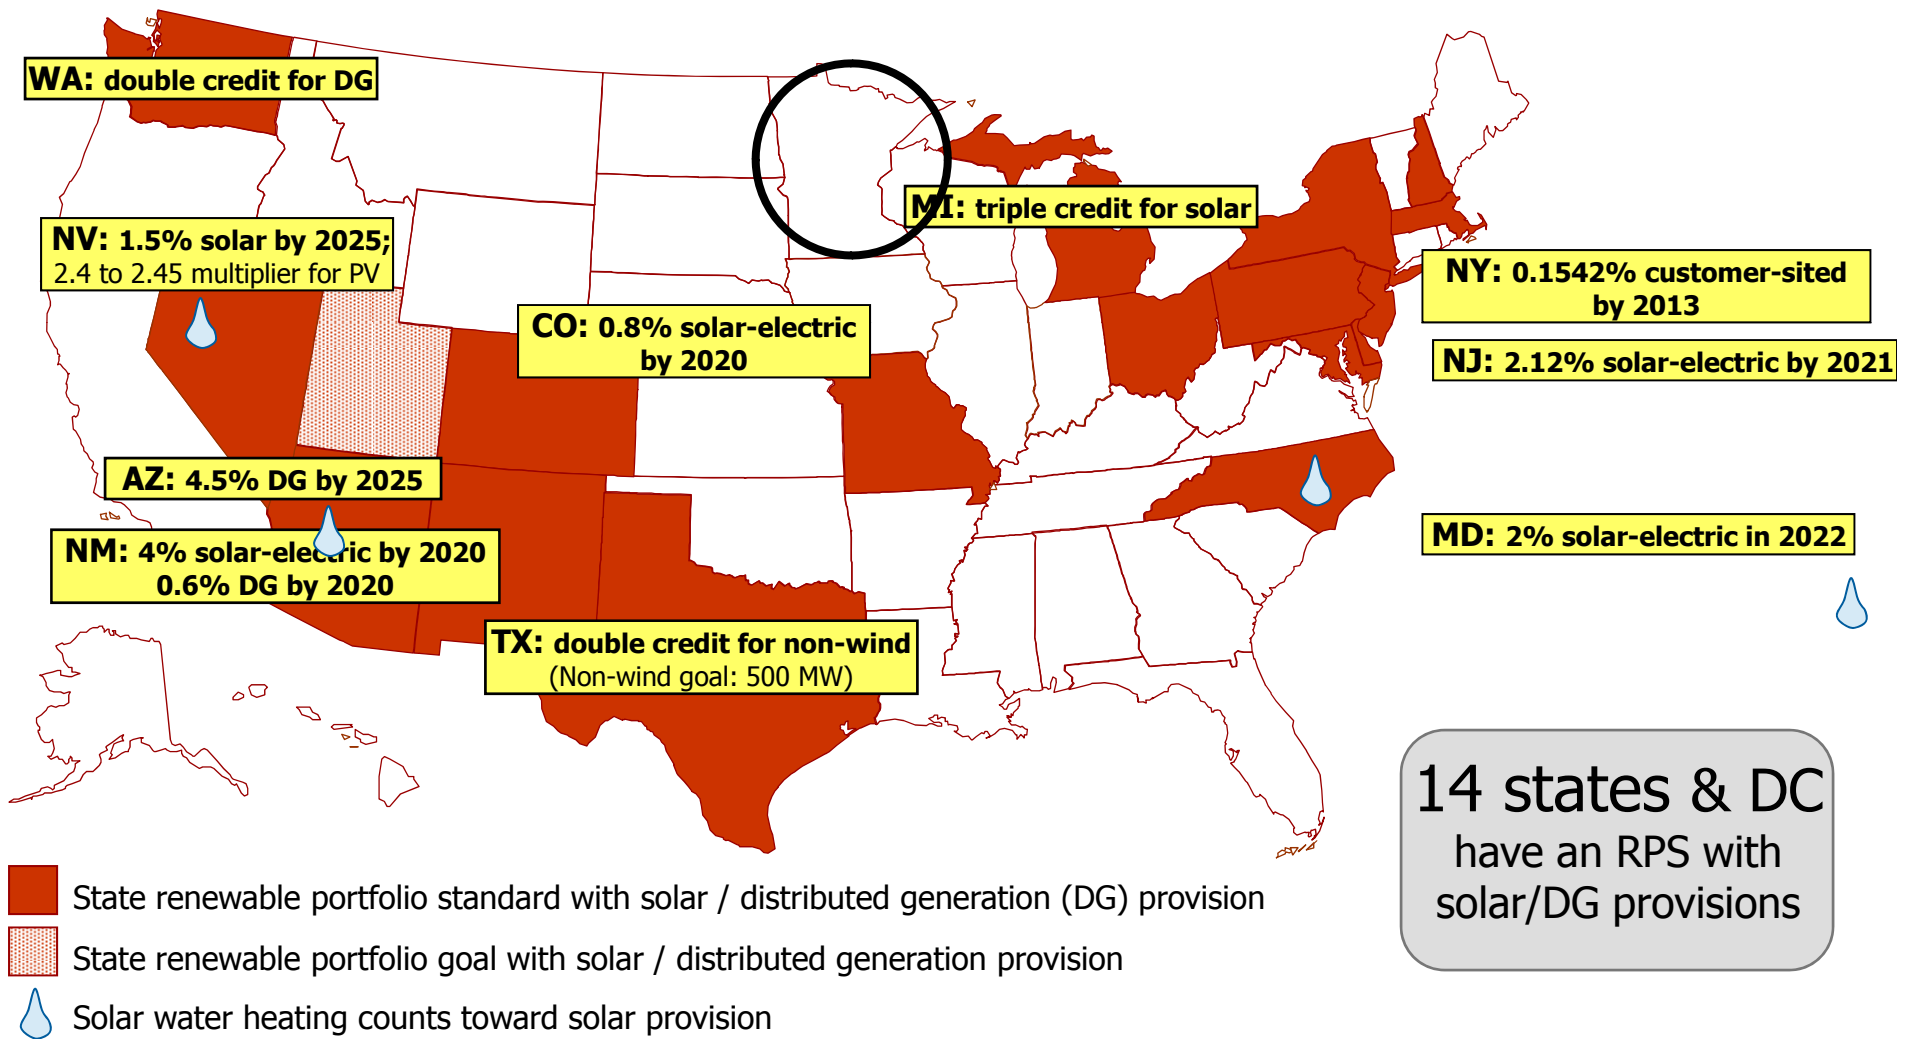 WA: double credit for DG
MI: triple credit for solar
NV: 1.5% solar by 2025;
2.4 to 2.45 multiplier for PV
NY: 0.1542% customer-sited
by 2013
CO: 0.8% solar-electric
by 2020
NJ: 2.12% solar-electric by 2021
AZ: 4.5% DG by 2025
NM: 4% solar-electric by 2020
0.6% DG by 2020
MD: 2% solar-electric in 2022
TX: double credit for non-wind
(Non-wind goal: 500 MW)
14 states & DC
have an RPS with
solar/DG provisions
State renewable portfolio standard with solar / distributed generation (DG) provision
State renewable portfolio goal with solar / distributed generation provision
Solar water heating counts toward solar provision